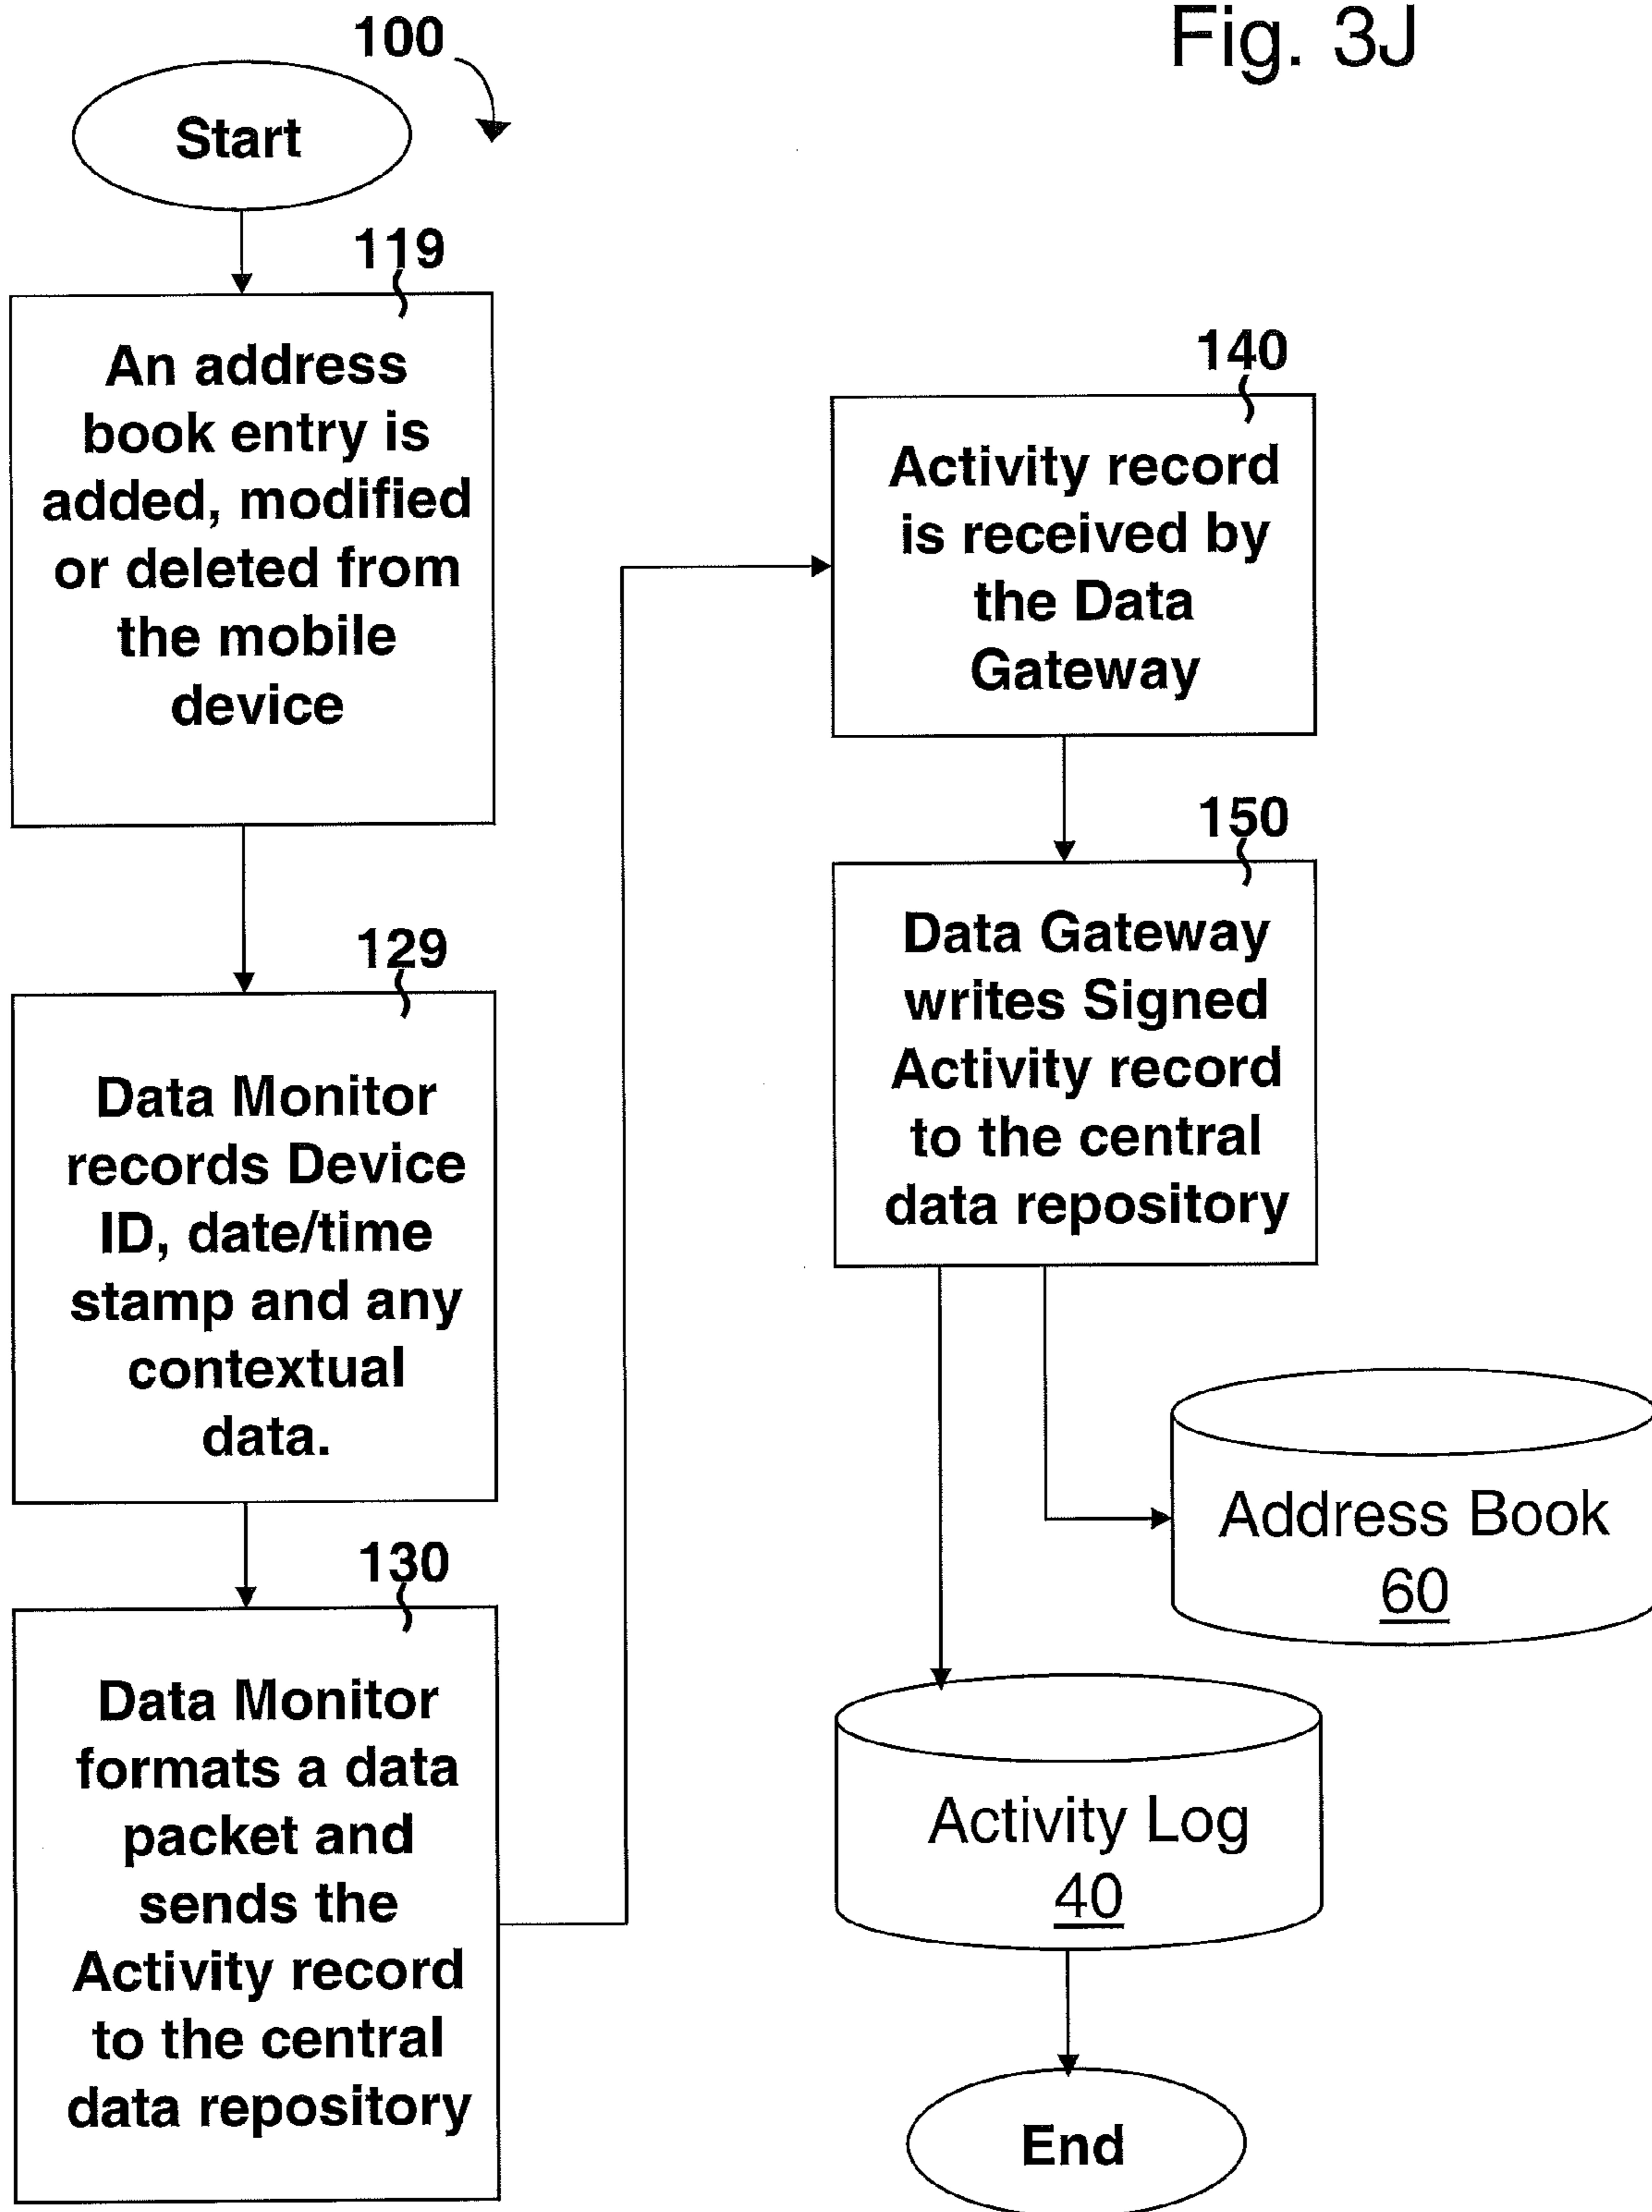 Fig. 3J
100
Start
119
An address
book entry is
added, modified
or deleted from
the mobile
device
129
Data Monitor
records Device
ID, date/time
stamp and any
contextual
data.
130
Data Monitor
formats a data
packet and
sends the
Activity record
to the central
data repository
140
Activity record
is received by
the Data
Gateway
150
Data Gateway
writes Signed
Activity record
to the central
data repository
Address Book
60
Activity Log
40
End